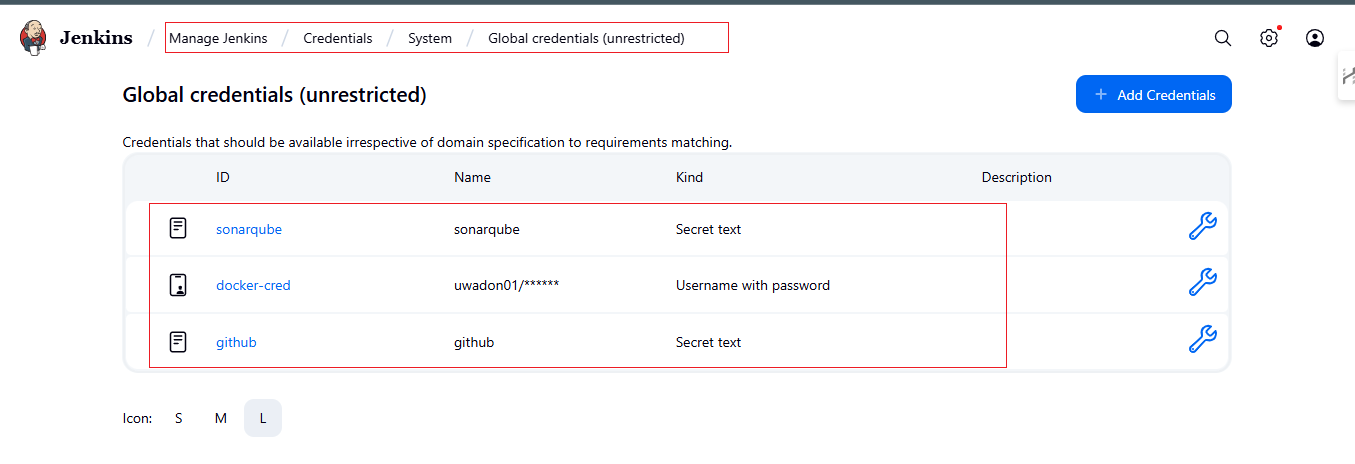 Jenkins / Manage Jenkins / Credentials / System / Global credentials (unrestricted)
Global credentials (unrestricted)
+ Add Credentials
Credentials that should be available irrespective of domain specification to requirements matching.
ID Name Kind Description
sonarqube sonarqube Secret text
docker-cred uwadon01/****** Username with password
github github Secret text
Icon: S M L